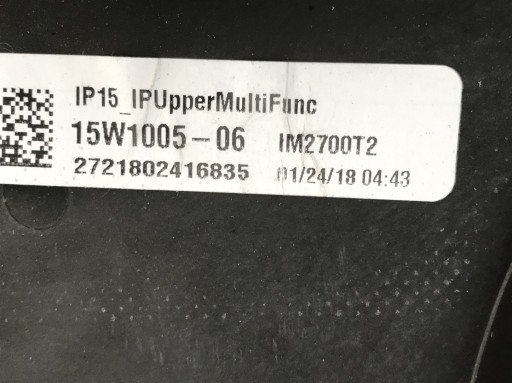 IP15_IPUpperMultiFunc
15W1005-06 IM2700T2
2721802416835 01/24/18 04:43